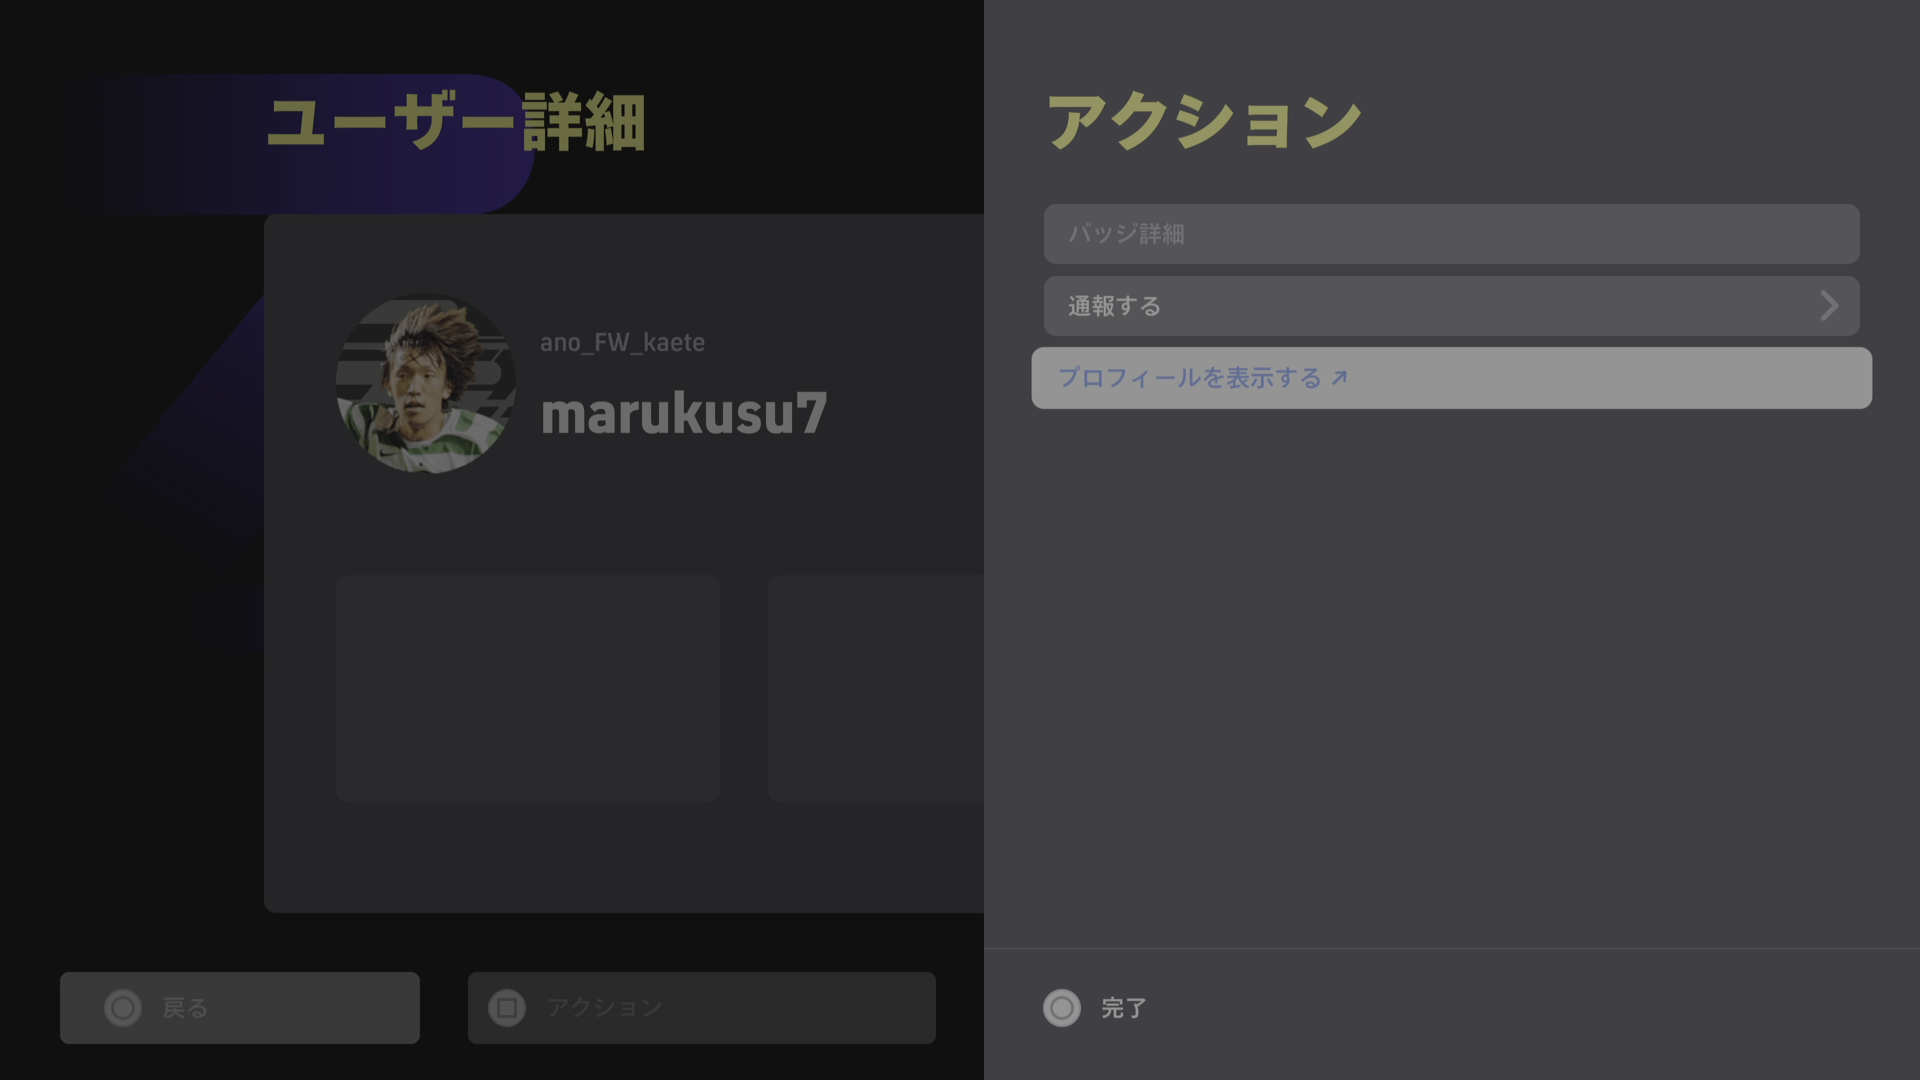 ユーザー詳細
ano_FW_kaete
marukusu7
戻る
アクション
アクション
バッジ詳細
通報する
プロフィールを表示する ↗
完了